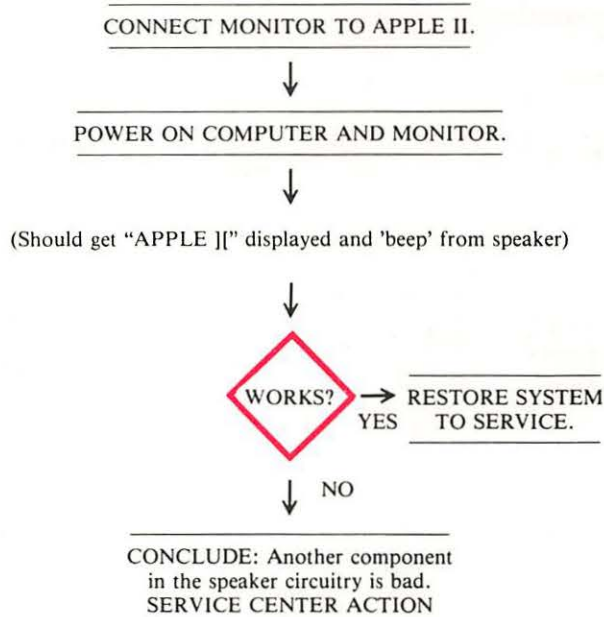 CONNECT MONITOR TO APPLE II.
POWER ON COMPUTER AND MONITOR.
(Should get “APPLE ][” displayed and 'beep' from speaker)
WORKS?
YES
RESTORE SYSTEM
TO SERVICE.
NO
CONCLUDE: Another component
in the speaker circuitry is bad.
SERVICE CENTER ACTION